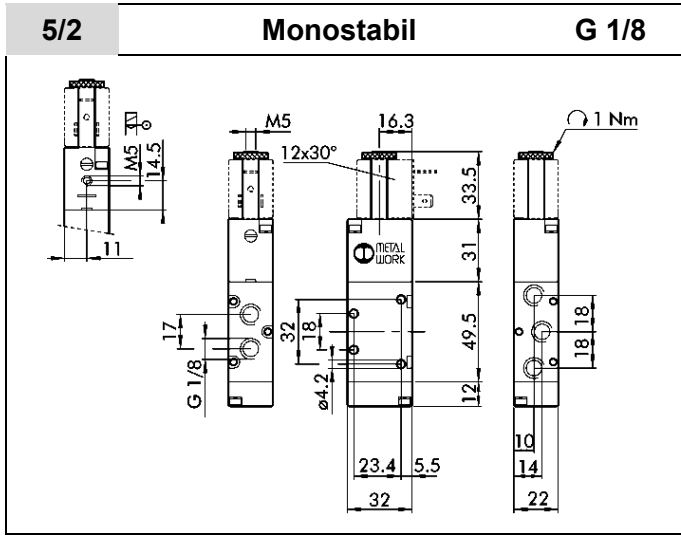 5/2 Monostabil G 1/8
M5 16.3 1 Nm
12x30°
M5
14.5
33.5
11
METAL
WORK
31
17
G 1/8
32
18
ø4.2
49.5
12
18
18
23.4 5.5
32
10
14
22